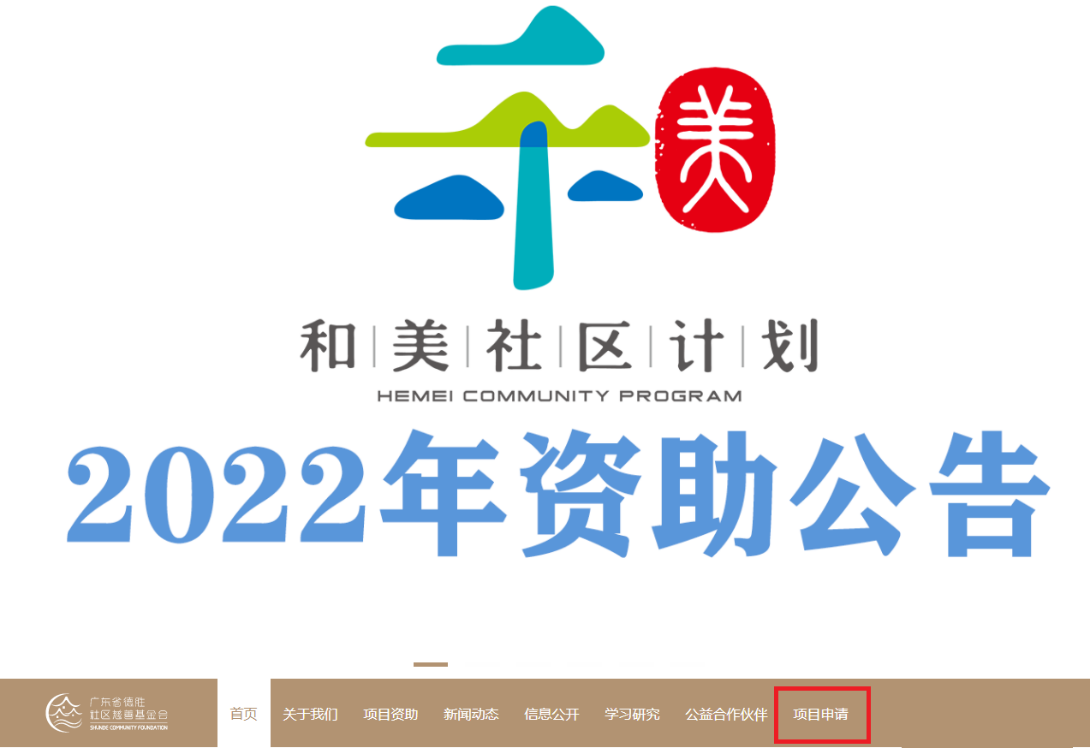 美
和美社区计划
HEMEI COMMUNITY PROGRAM
2022年资助公告
广东省德胜
社区慈善基金会
SHUNDE COMMUNITY FOUNDATION
首页 关于我们 项目资助 新闻动态 信息公开 学习研究 公益合作伙伴 项目申请